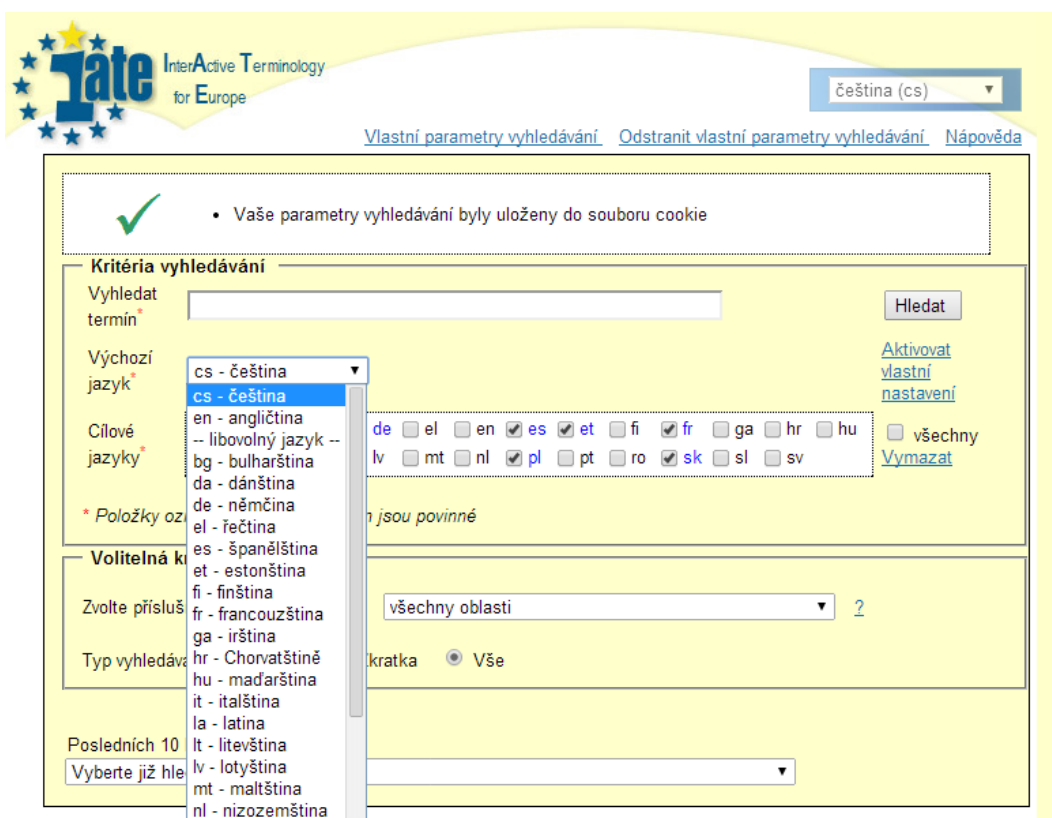 Iate InterActive Terminology
for Europe
čeština (cs)
Vlastní parametry vyhledávání Odstranit vlastní parametry vyhledávání Nápověda
• Vaše parametry vyhledávání byly uloženy do souboru cookie
Kritéria vyhledávání
Vyhledat
termín*
Hledat
Výchozí
jazyk*
cs - čeština
Aktivovat
vlastní
nastavení
cs - čeština
en - angličtina
-- libovolný jazyk --
bg - bulharština
da - dánština
de - němčina
el - řečtina
es - španělština
et - estonština
fi - finština
fr - francouzština
ga - irština
hr - Chorvatštině
hu - maďarština
it - italština
la - latina
lt - litevština
lv - lotyština
mt - maltština
nl - nizozemština
Cílové
jazyky*
de el en es et fi fr ga hr hu
lv mt nl pl pt ro sk sl sv
všechny
Vymazat
* Položky jsou povinné
Volitelná
Zvolte
všechny oblasti
?
Typ
Vše
Posledních 10
Vyberte již